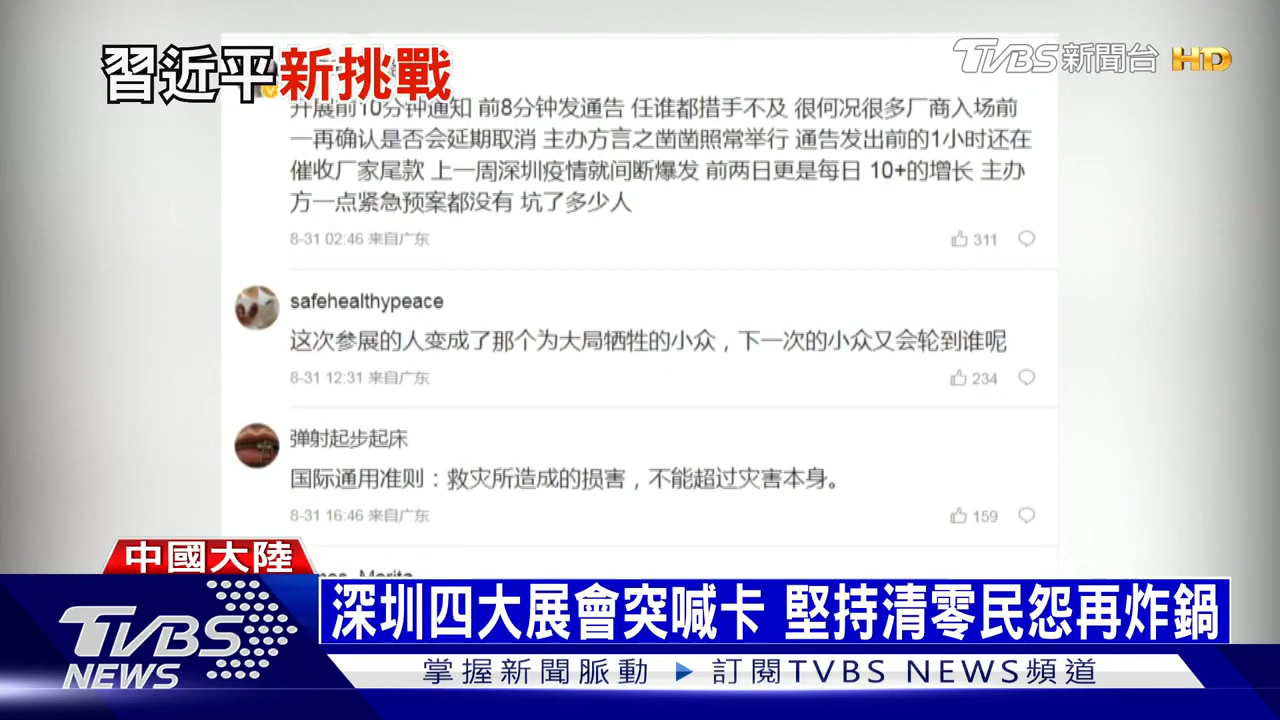 習近平新挑戰
TVBS新聞台 HD
开展前10分钟通知 前8分钟发通告 任谁都措手不及 很何况很多厂商入场前
一再确认是否会延期取消 主办方言之凿凿照常举行 通告发出前的1小时还在
催收厂家尾款 上一周深圳疫情就间断爆发 前两日更是每日 10+的增长 主办
方一点紧急预案都没有 坑了多少人
8-31 02:46 来自广东
311
safehealthypeace
这次参展的人变成了那个为大局牺牲的小众，下一次的小众又会轮到谁呢
8-31 12:31 来自广东
234
弹射起步起床
国际通用准则：救灾所造成的损害，不能超过灾害本身。
8-31 16:46 来自广东
159
中國大陸
深圳四大展會突喊卡 堅持清零民怨再炸鍋
TVBS
NEWS
掌握新聞脈動 ▶ 訂閱TVBS NEWS頻道